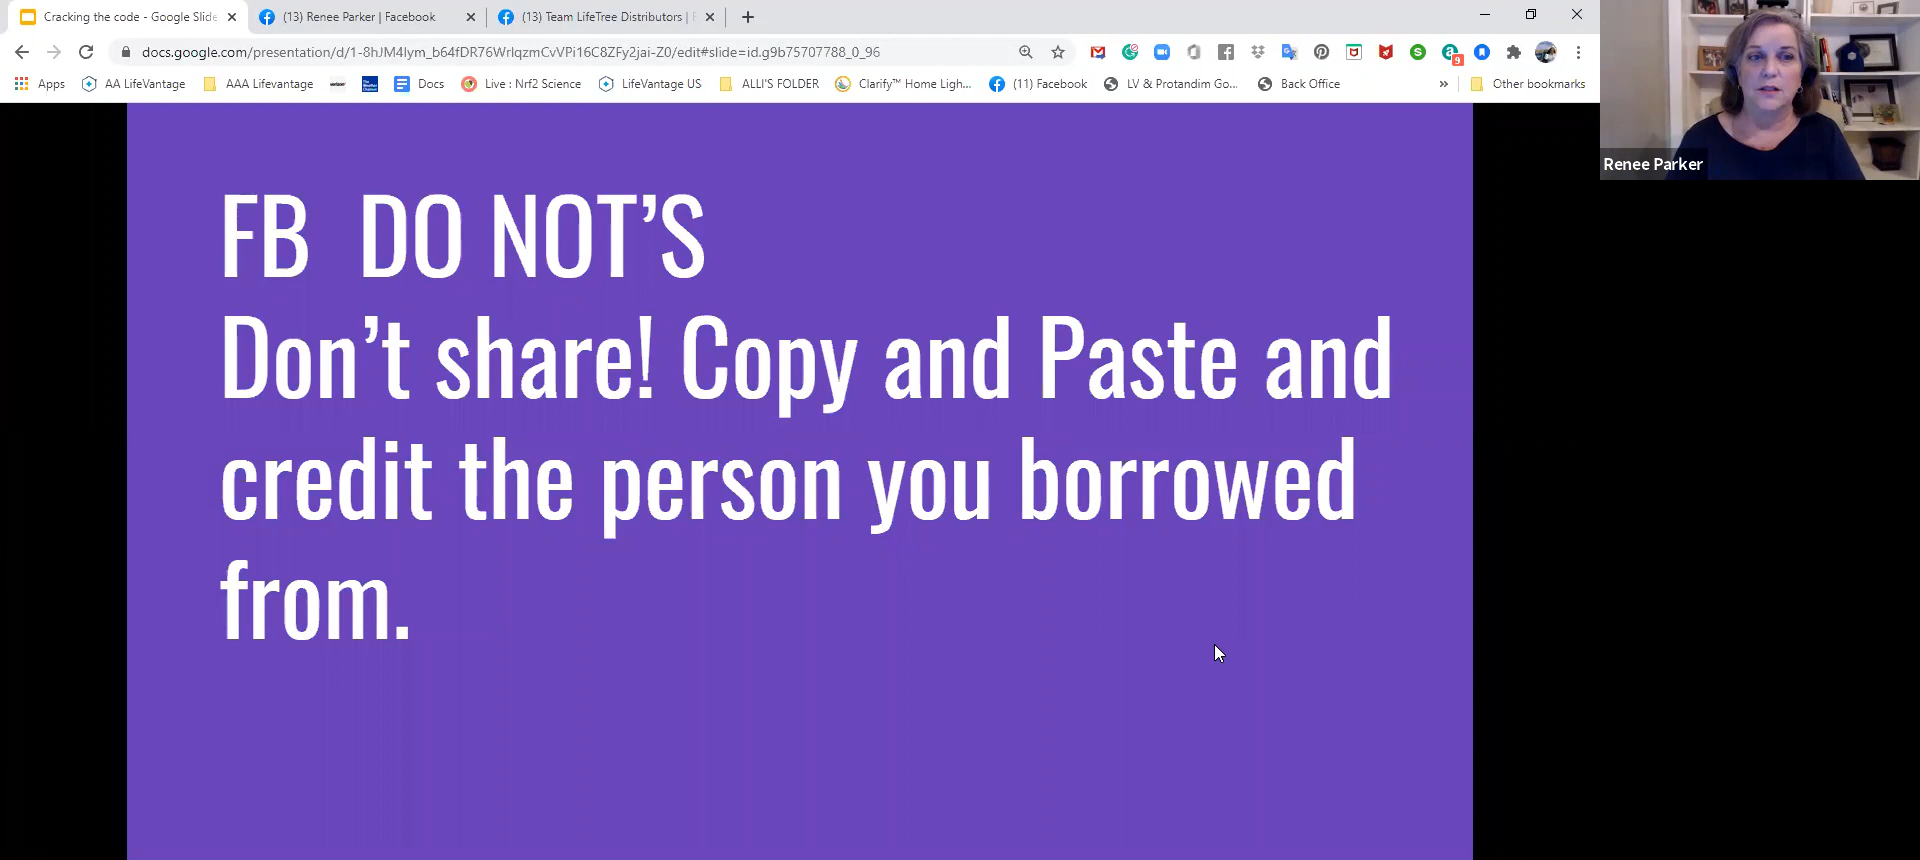 Cracking the code - Google Slide
(13) Renee Parker | Facebook
(13) Team LifeTree Distributors |
docs.google.com/presentation/d/1-8hJM4lym_b64fDR76WrlqzmCvVPi16C8ZFy2jai-Z0/edit#slide=id.g9b75707788_0_96
9
Apps
AA LifeVantage
AAA Lifevantage
Docs
Live : Nrf2 Science
LifeVantage US
ALLI'S FOLDER
Clarify™ Home Ligh...
(11) Facebook
LV & Protandim Go...
Back Office
»
Other bookmarks
Renee Parker
FB DO NOT’S
Don’t share! Copy and Paste and
credit the person you borrowed
from.